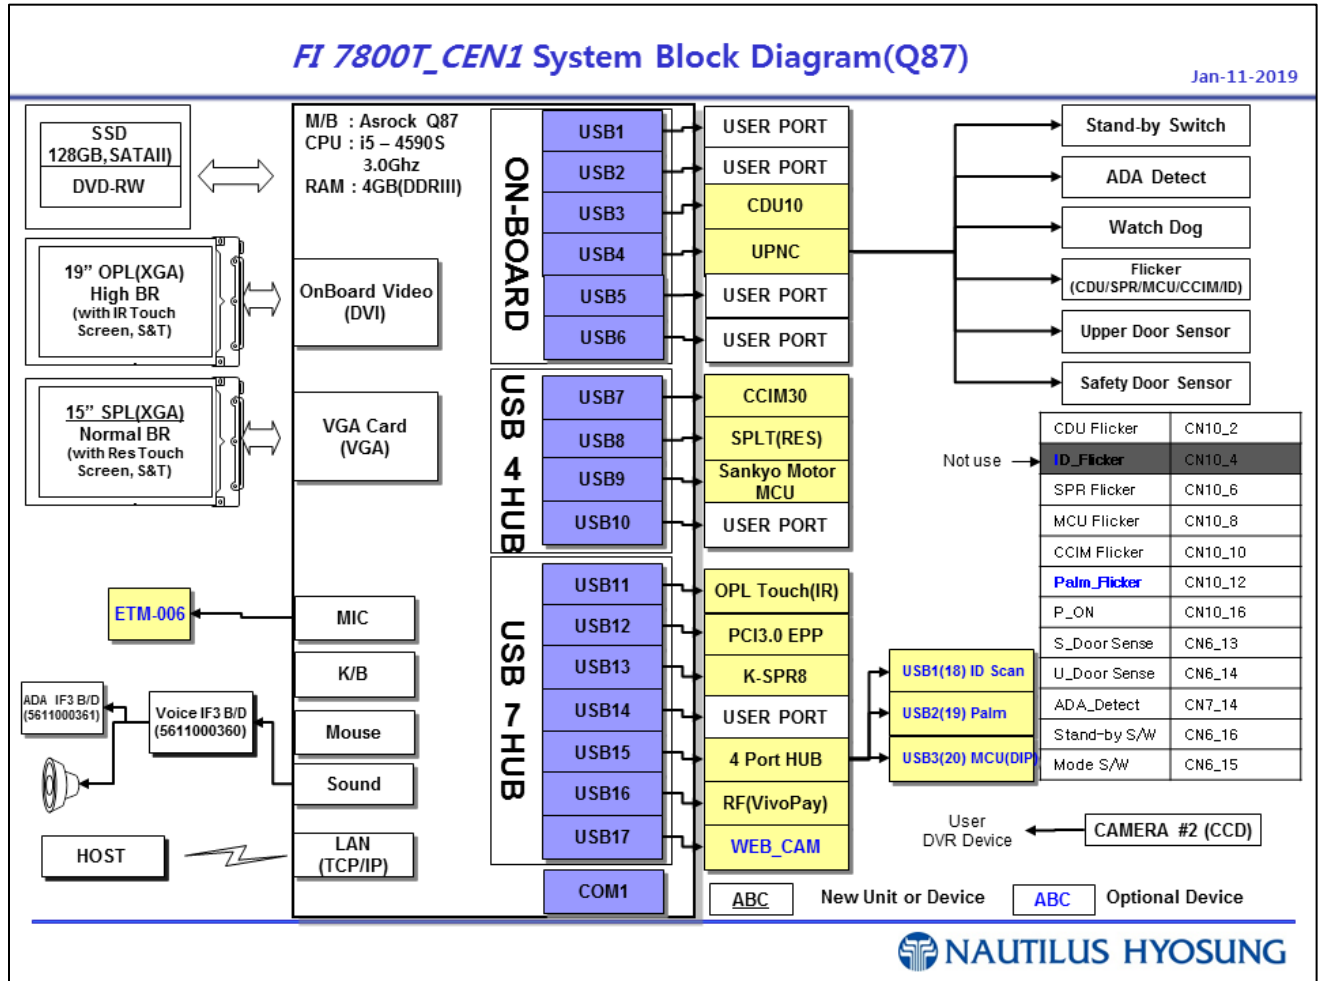 FI 7800T_CEN1 System Block Diagram(Q87)
Jan-11-2019
SSD
128GB,SATAII)
DVD-RW
M/B : Asrock Q87
CPU : i5 – 4590S
3.0Ghz
RAM : 4GB(DDRIII)
19” OPL(XGA)
High BR
(with IR Touch
Screen, S&T)
OnBoard Video
(DVI)
15” SPL(XGA)
Normal BR
(with Res Touch
Screen, S&T)
VGA Card
(VGA)
ETM-006
MIC
K/B
Mouse
Sound
LAN
(TCP/IP)
ADA IF3 B/D
(5611000361)
Voice IF3 B/D
(5611000360)
HOST
ON-BOARD
USB1
USB2
USB3
USB4
USB5
USB6
USER PORT
USER PORT
CDU10
UPNC
USER PORT
USER PORT
USB 4 HUB
USB7
USB8
USB9
USB10
CCIM30
SPLT(RES)
Sankyo Motor
MCU
USER PORT
USB 7 HUB
USB11
USB12
USB13
USB14
USB15
USB16
USB17
COM1
OPL Touch(IR)
PCI3.0 EPP
K-SPR8
USER PORT
4 Port HUB
RF(VivoPay)
WEB_CAM
USB1(18) ID Scan
USB2(19) Palm
USB3(20) MCU(DIP)
Stand-by Switch
ADA Detect
Watch Dog
Flicker
(CDU/SPR/MCU/CCIM/ID)
Upper Door Sensor
Safety Door Sensor
Not use
CDU Flicker CN10_2
ID_Flicker CN10_4
SPR Flicker CN10_6
MCU Flicker CN10_8
CCIM Flicker CN10_10
Palm_Flicker CN10_12
P_ON CN10_16
S_Door Sense CN6_13
U_Door Sense CN6_14
ADA_Detect CN7_14
Stand-by S/W CN6_16
Mode S/W CN6_15
User
DVR Device
CAMERA #2 (CCD)
ABC New Unit or Device
ABC Optional Device
NAUTILUS HYOSUNG